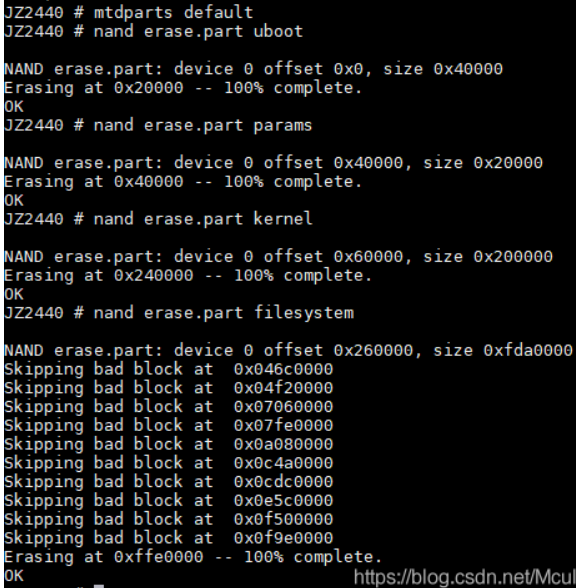 JZ2440 # mtdparts default
JZ2440 # nand erase.part uboot
NAND erase.part: device 0 offset 0x0, size 0x40000
Erasing at 0x20000 -- 100% complete.
OK
JZ2440 # nand erase.part params
NAND erase.part: device 0 offset 0x40000, size 0x20000
Erasing at 0x40000 -- 100% complete.
OK
JZ2440 # nand erase.part kernel
NAND erase.part: device 0 offset 0x60000, size 0x200000
Erasing at 0x240000 -- 100% complete.
OK
JZ2440 # nand erase.part filesystem
NAND erase.part: device 0 offset 0x260000, size 0xfda0000
Skipping bad block at  0x046c0000
Skipping bad block at  0x04f20000
Skipping bad block at  0x07060000
Skipping bad block at  0x07fe0000
Skipping bad block at  0x0a080000
Skipping bad block at  0x0c4a0000
Skipping bad block at  0x0cdc0000
Skipping bad block at  0x0e5c0000
Skipping bad block at  0x0f500000
Skipping bad block at  0x0f9e0000
Erasing at 0xffe0000 -- 100% complete.
OK
https://blog.csdn.net/Mcul